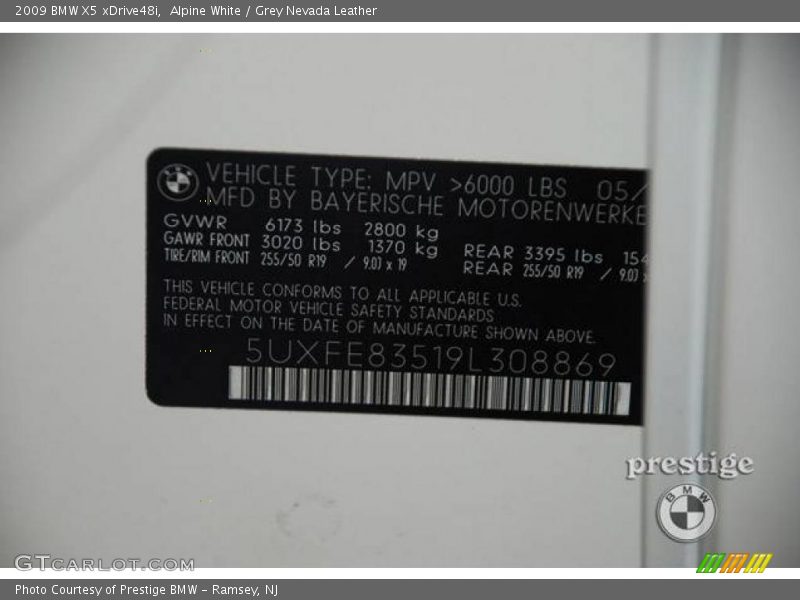 2009 BMW X5 xDrive48i,  Alpine White / Grey Nevada Leather
VEHICLE TYPE: MPV >6000 LBS 05/
MFD BY BAYERISCHE MOTORENWERKE
GVWR 6173 lbs 2800 kg
GAWR FRONT 3020 lbs 1370 kg REAR 3395 lbs 154
TIRE/RIM FRONT 255/50 R19 / 9.0J x 19 REAR 255/50 R19 / 9.0J x
THIS VEHICLE CONFORMS TO ALL APPLICABLE U.S.
FEDERAL MOTOR VEHICLE SAFETY STANDARDS
IN EFFECT ON THE DATE OF MANUFACTURE SHOWN ABOVE.
5UXFE83519L308869
prestige
BMW
GTCARLOT.COM
Photo Courtesy of Prestige BMW - Ramsey, NJ